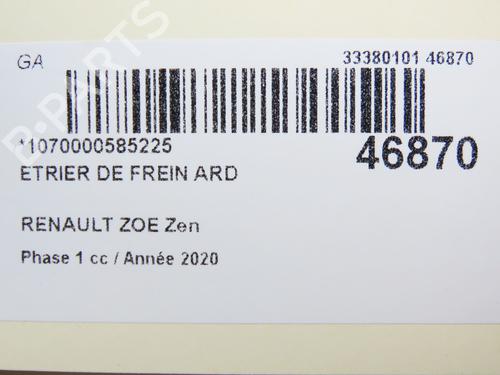 GA 33380101 46870
*1070000585225 46870
ETRIER DE FREIN ARD
RENAULT ZOE Zen
Phase 1 cc / Année 2020
B-PARTS